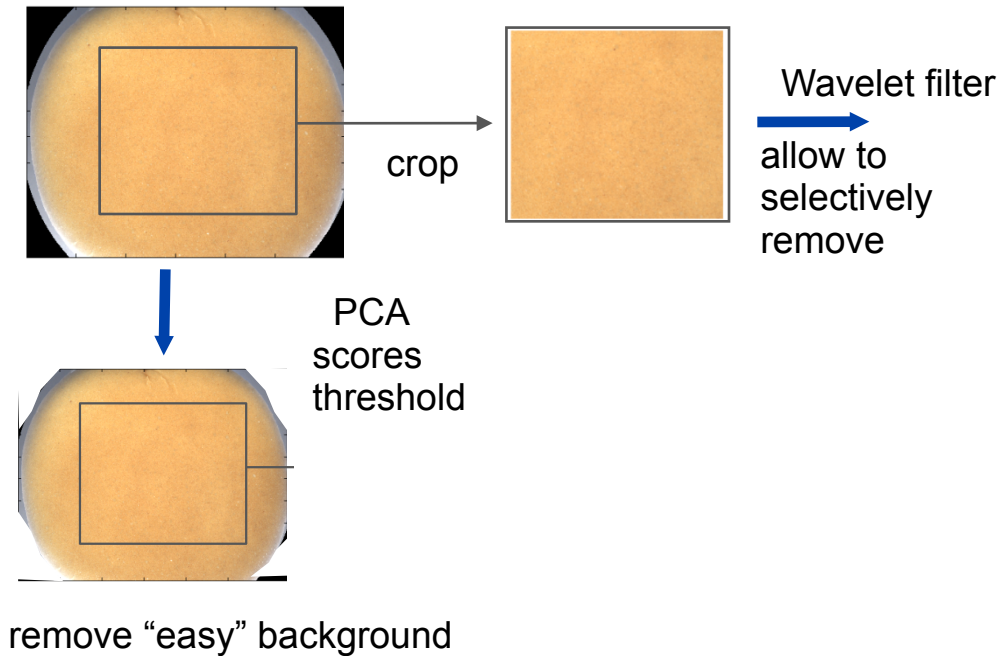 crop
Wavelet filter
allow to
selectively
remove
PCA
scores
threshold
remove “easy” background